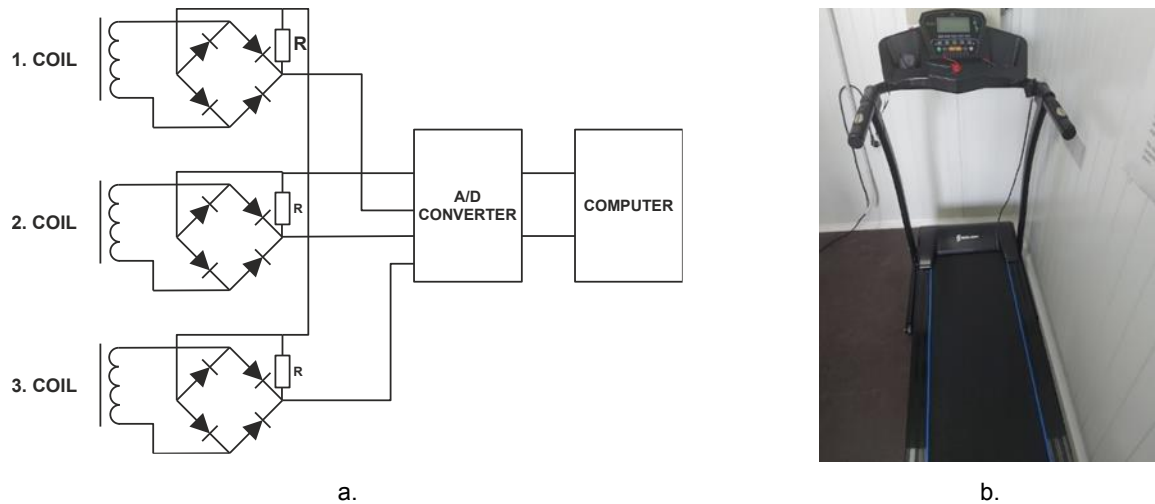 1. COIL
R
2. COIL
R
A/D
CONVERTER
COMPUTER
3. COIL
R
a.
b.